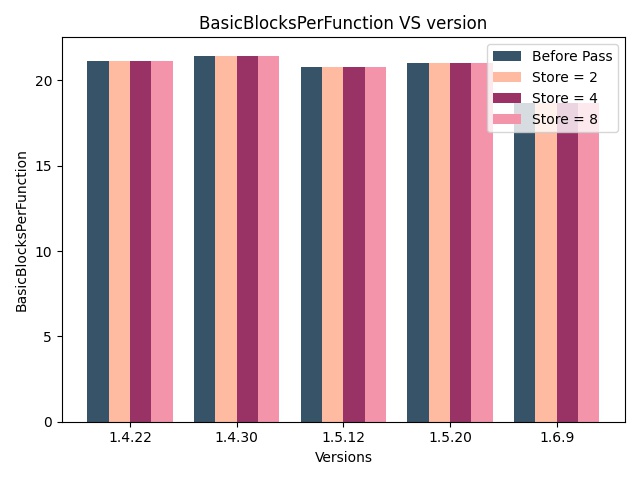 BasicBlocksPerFunction VS version
Before Pass
Store = 2
Store = 4
Store = 8
BasicBlocksPerFunction
20
15
10
5
0
1.4.22 1.4.30 1.5.12 1.5.20 1.6.9
Versions